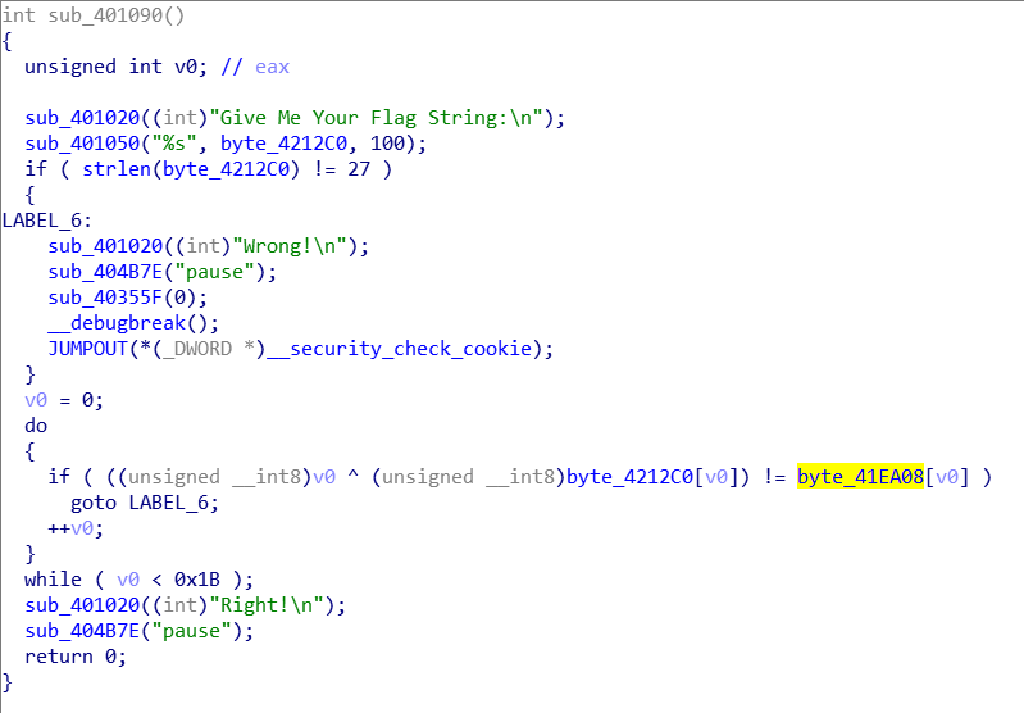 int sub_401090()
{
  unsigned int v0; // eax

  sub_401020((int)"Give Me Your Flag String:\n");
  sub_401050("%s", byte_4212C0, 100);
  if ( strlen(byte_4212C0) != 27 )
  {
LABEL_6:
    sub_401020((int)"Wrong!\n");
    sub_404B7E("pause");
    sub_40355F(0);
    __debugbreak();
    JUMPOUT(*(_DWORD *)__security_check_cookie);
  }
  v0 = 0;
  do
  {
    if ( ((unsigned __int8)v0 ^ (unsigned __int8)byte_4212C0[v0]) != byte_41EA08[v0] )
      goto LABEL_6;
    ++v0;
  }
  while ( v0 < 0x1B );
  sub_401020((int)"Right!\n");
  sub_404B7E("pause");
  return 0;
}